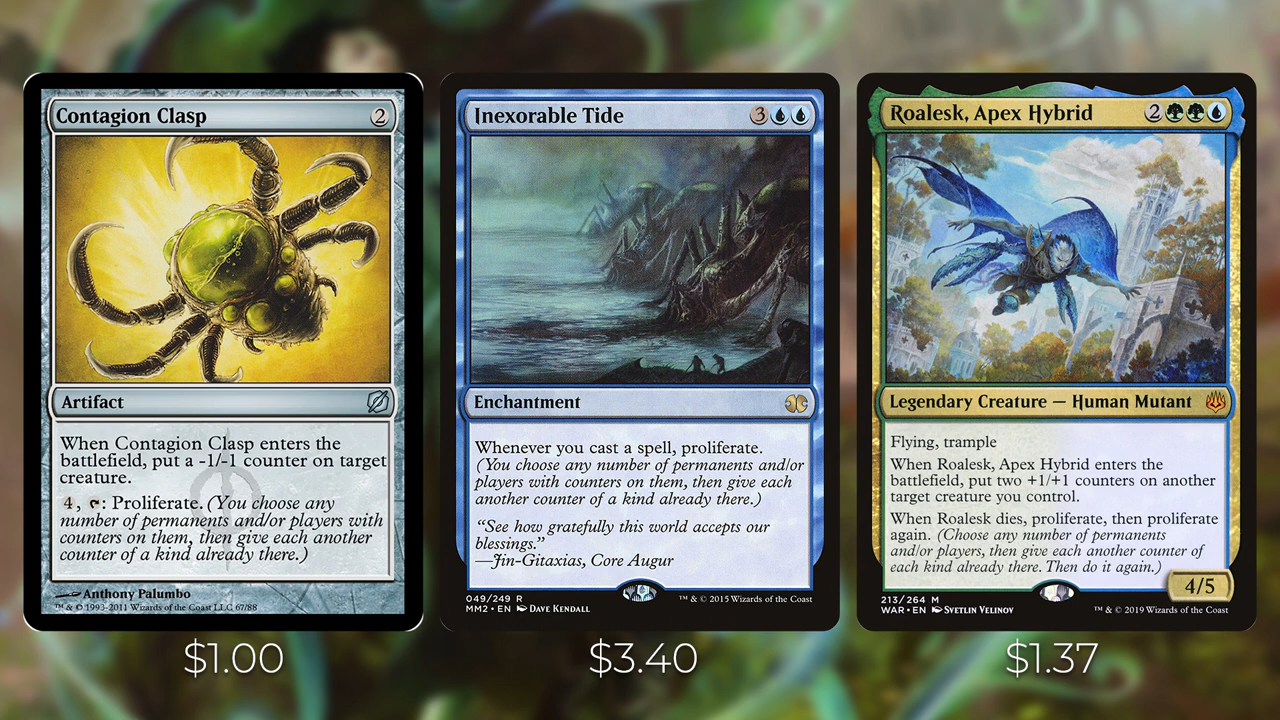 Contagion Clasp 2
Artifact
When Contagion Clasp enters the
battlefield, put a -1/-1 counter on target
creature.
4, : Proliferate. (You choose any
number of permanents and/or players with
counters on them, then give each another
counter of a kind already there.)
Anthony Palumbo
™ & © 1993-2011 Wizards of the Coast LLC 67/88
$1.00
Inexorable Tide 3
Enchantment
Whenever you cast a spell, proliferate.
(You choose any number of permanents and/or
players with counters on them, then give each
another counter of a kind already there.)
“See how gratefully this world accepts our
blessings.”
—Jin-Gitaxias, Core Augur
049/249 R
MM2 • EN Dave Kendall
™ & © 2015 Wizards of the Coast
$3.40
Roalesk, Apex Hybrid 2
Legendary Creature — Human Mutant
Flying, trample
When Roalesk, Apex Hybrid enters the
battlefield, put two +1/+1 counters on another
target creature you control.
When Roalesk dies, proliferate, then proliferate
again. (Choose any number of permanents
and/or players, then give each another counter of
each kind already there. Then do it again.)
4/5
213/264 M
WAR • EN Svetlin Velinov
™ & © 2019 Wizards of the Coast
$1.37